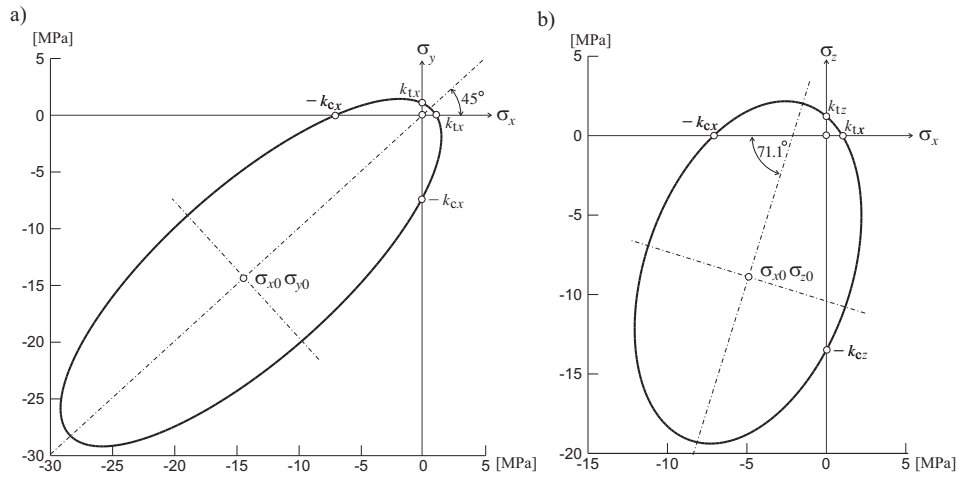 a)
[MPa]
σy
5
– kcx
ktx
45°
0
σx
ktx
-5
– kcx
-10
σx0 σy0
-15
-20
-25
-30
-30
-25
-20
-15
-10
-5
0
5
[MPa]
b)
[MPa]
σz
5
– kcx
ktz
ktx
0
σx
71.1°
-5
σx0 σz0
-10
– kcz
-15
-20
-15
-10
-5
0
5
[MPa]